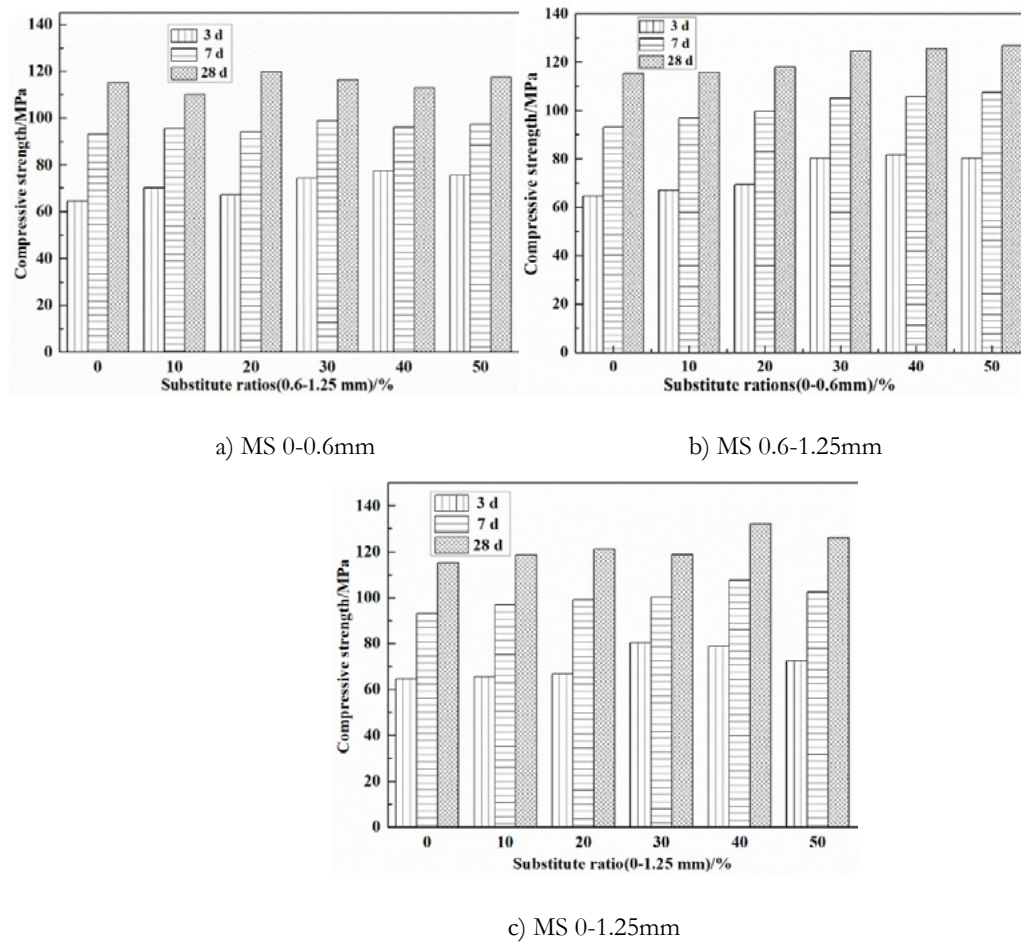 140
120
100
80
60
40
20
0
Compressive strength/MPa
3 d
7 d
28 d
0 10 20 30 40 50
Substitute ratios(0.6-1.25 mm)/%
a) MS 0-0.6mm
140
120
100
80
60
40
20
0
Compressive strength/MPa
3 d
7 d
28 d
0 10 20 30 40 50
Substitute rations(0-0.6mm)/%
b) MS 0.6-1.25mm
140
120
100
80
60
40
20
0
Compressive strength/MPa
3 d
7 d
28 d
0 10 20 30 40 50
Substitute ratio(0-1.25 mm)/%
c) MS 0-1.25mm